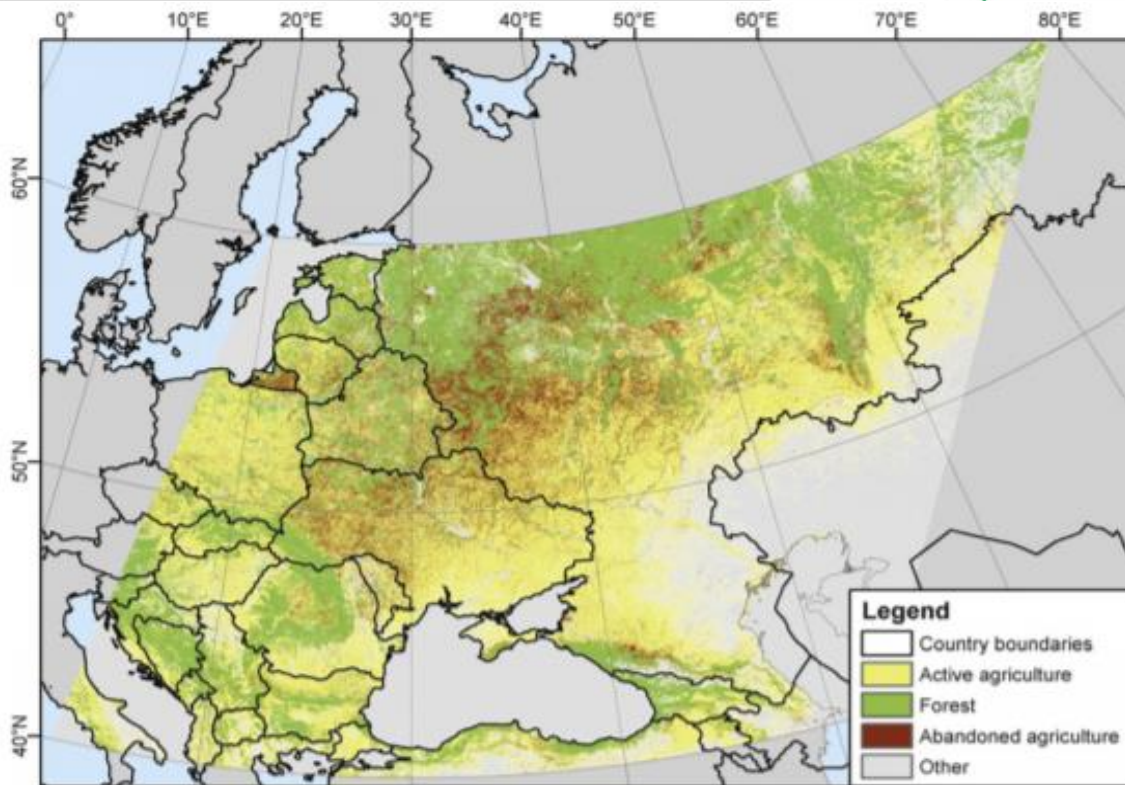 0° 10°E 20°E 30°E 40°E 50°E 60°E 70°E 80°E
60°N
50°N
40°N
Legend
Country boundaries
Active agriculture
Forest
Abandoned agriculture
Other